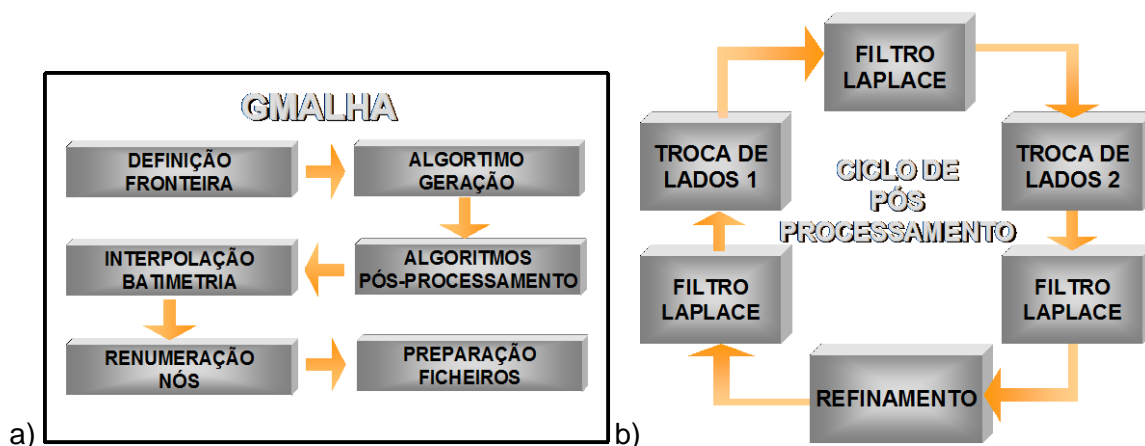 GMALHA
DEFINIÇÃO
FRONTEIRA
ALGORTIMO
GERAÇÃO
INTERPOLAÇÃO
BATIMETRIA
ALGORITMOS
PÓS-PROCESSAMENTO
RENUMERAÇÃO
NÓS
PREPARAÇÃO
FICHEIROS
a)
FILTRO
LAPLACE
TROCA DE
LADOS 1
CICLO DE
PÓS
PROCESSAMENTO
TROCA DE
LADOS 2
FILTRO
LAPLACE
FILTRO
LAPLACE
REFINAMENTO
b)